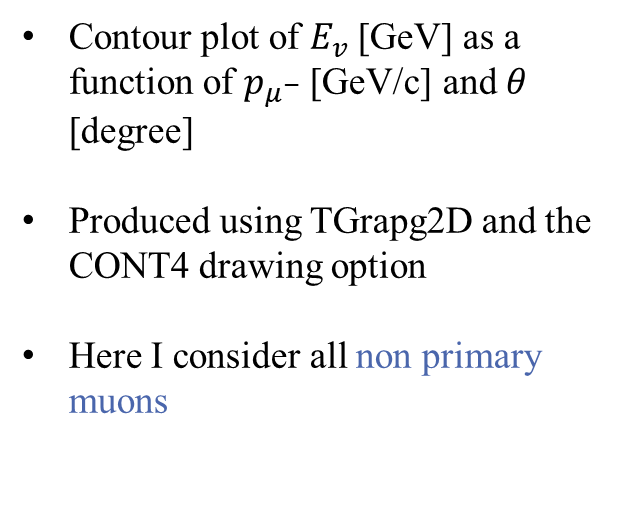 • Contour plot of E_ν [GeV] as a
function of p_μ⁻ [GeV/c] and θ
[degree]
• Produced using TGrapg2D and the
CONT4 drawing option
• Here I consider all non primary
muons